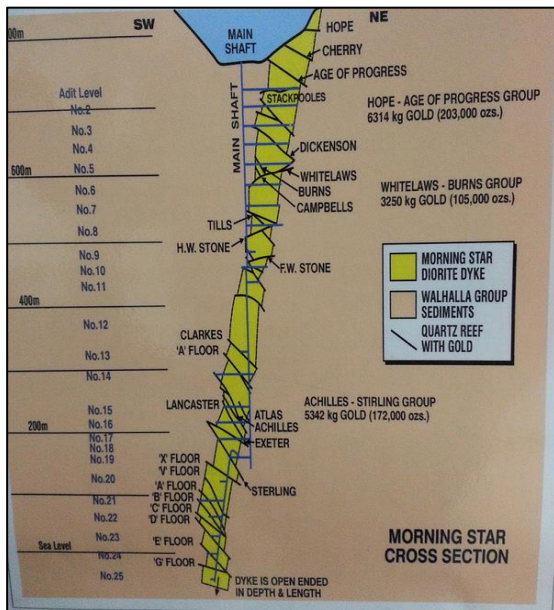 SW
NE
MAIN
SHAFT
HOPE
CHERRY
AGE OF PROGRESS
00m
Adit Level
No.2
STACKPOOLES
HOPE - AGE OF PROGRESS GROUP
6314 kg GOLD (203,000 ozs.)
MAIN SHAFT
No.3
No.4
DICKENSON
No.5
600m
WHITELAWS
No.6
BURNS
WHITELAWS - BURNS GROUP
3250 kg GOLD (105,000 ozs.)
CAMPBELLS
No.7
TILLS
No.8
H.W. STONE
No.9
F.W. STONE
No.10
No.11
MORNING STAR
DIORITE DYKE
WALHALLA GROUP
SEDIMENTS
QUARTZ REEF
WITH GOLD
400m
No.12
CLARKES
'A' FLOOR
No.13
No.14
LANCASTER
No.15
ATLAS
ACHILLES
ACHILLES - STIRLING GROUP
5342 kg GOLD (172,000 ozs.)
No.16
200m
No.17
EXETER
No.18
No.19
'X' FLOOR
'V' FLOOR
No.20
'A' FLOOR
STERLING
'B' FLOOR
No.21
'C' FLOOR
No.22
'D' FLOOR
No.23
'E' FLOOR
Sea Level
No.24
'G' FLOOR
No.25
MORNING STAR
CROSS SECTION
DYKE IS OPEN ENDED
IN DEPTH & LENGTH